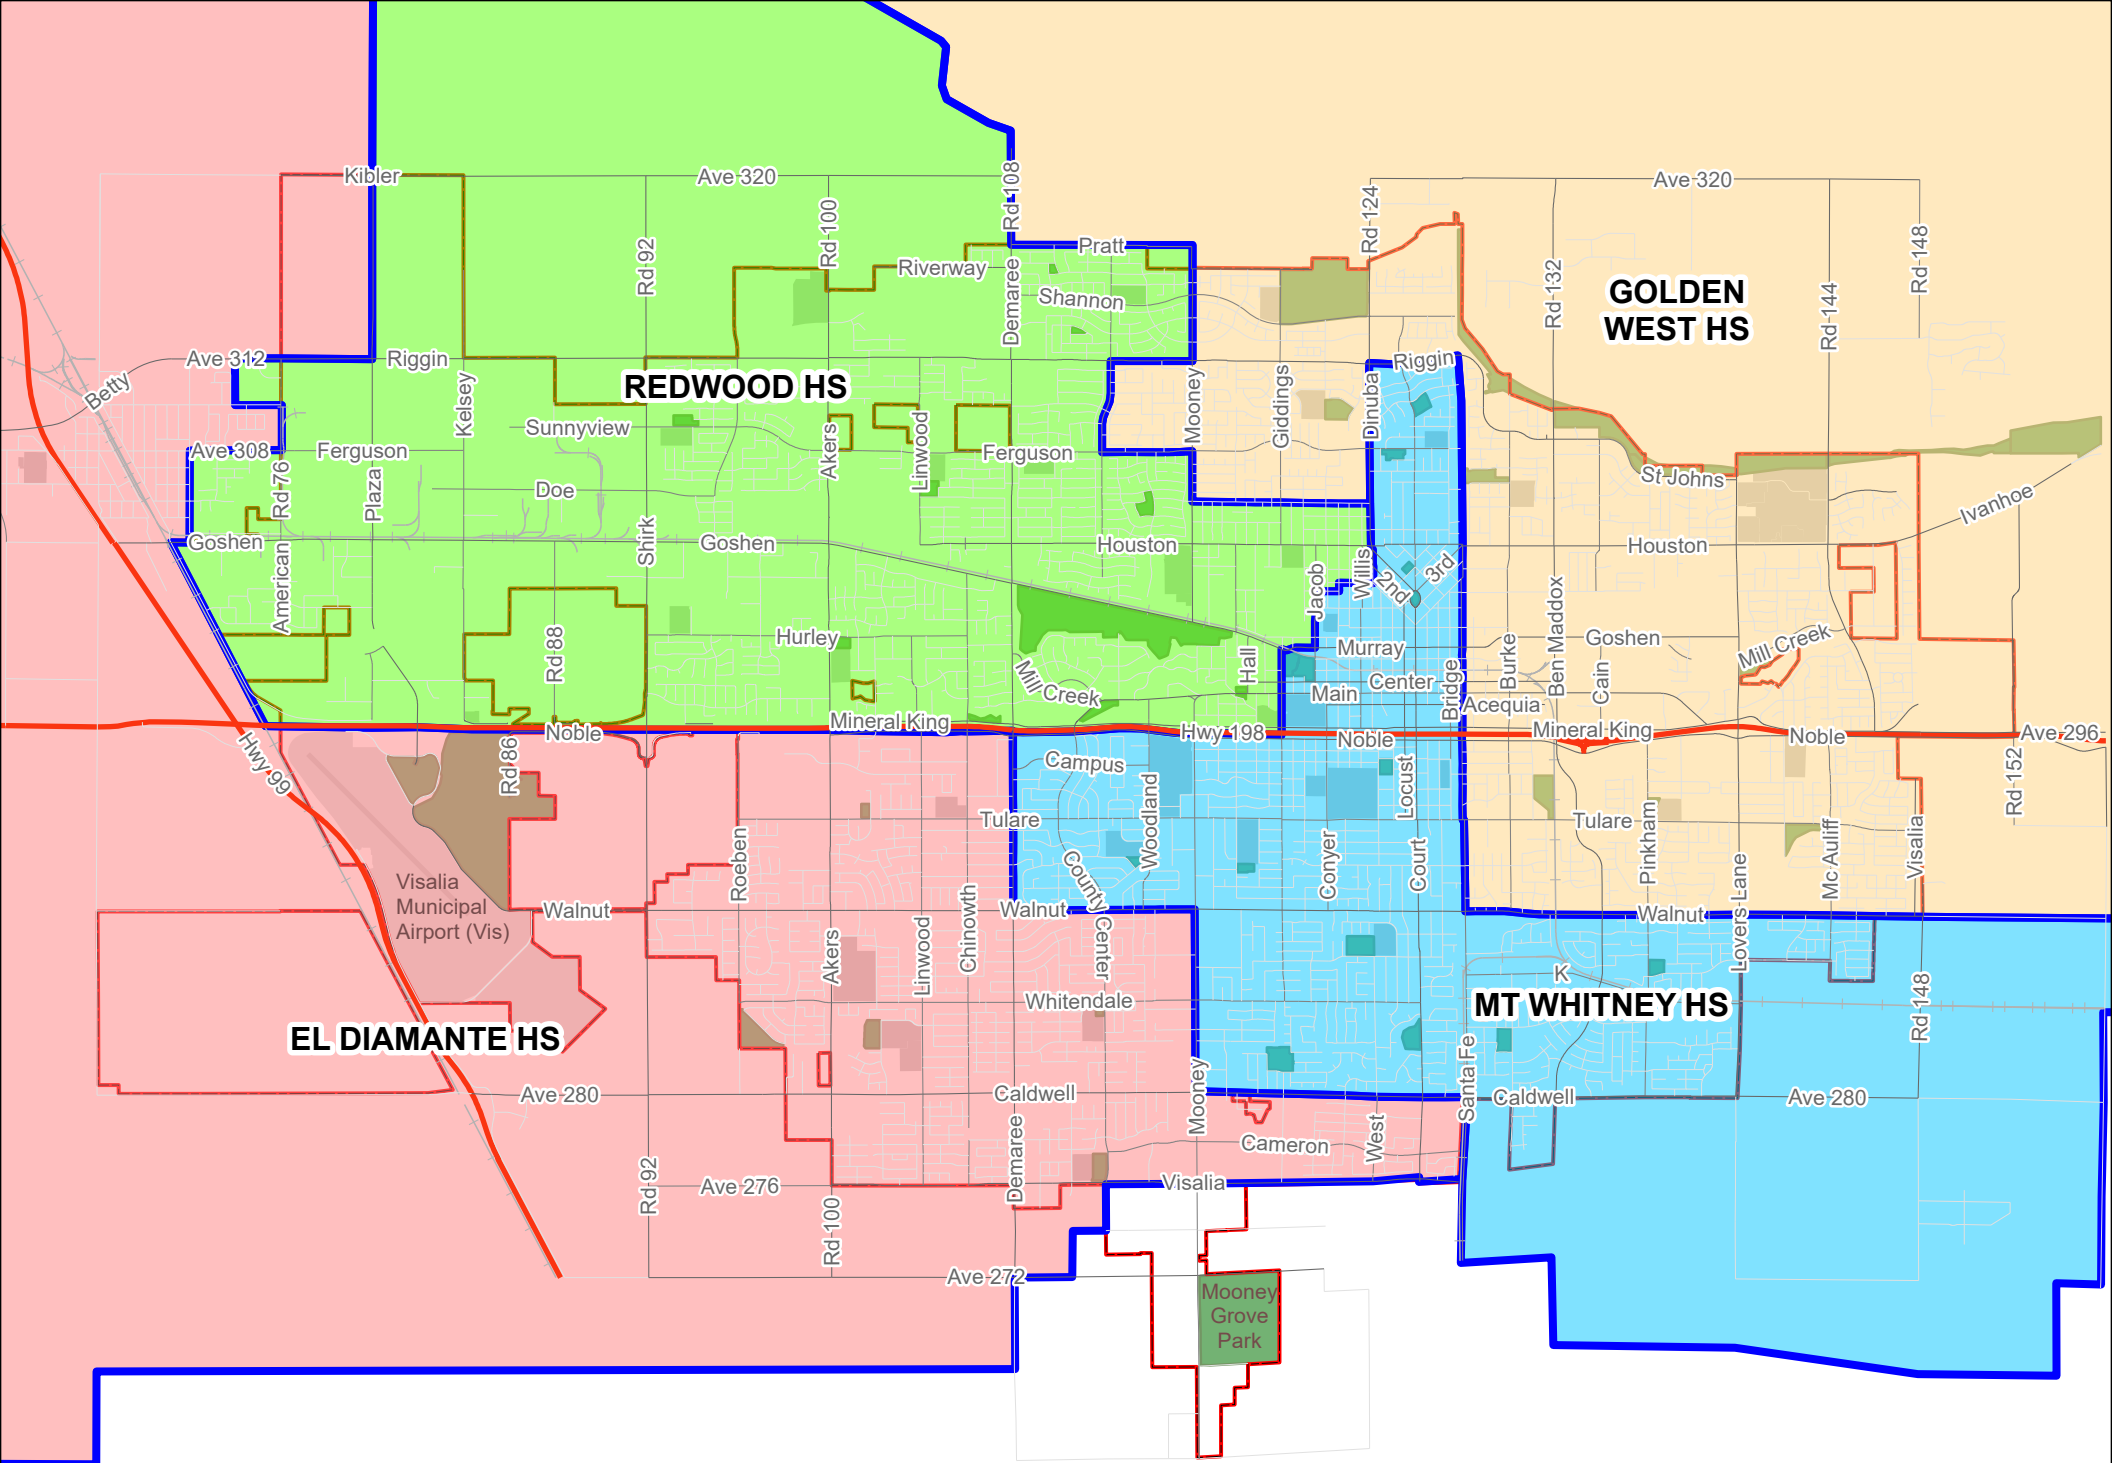 Kibler
Ave 320
Rd 108
Rd 124
Ave 320
Rd 92
Rd 100
Riverway
Demaree
Pratt
Shannon
Rd 132
GOLDEN
WEST HS
Rd 144
Rd 148
Ave 312
Riggin
Betty
Kelsey
REDWOOD HS
Mooney
Giddings
Dinuba
Riggin
Sunnyview
Akers
Linwood
Ferguson
Ave 308
Ferguson
Rd 76
Plaza
Doe
St Johns
Ivanhoe
Goshen
American
Shirk
Goshen
Houston
Jacob
Willis
2nd
3rd
Houston
Ben Maddox
Rd 88
Hurley
Mill Creek
Hall
Murray
Main
Center
Bridge
Burke
Acequia
Cain
Goshen
Mill Creek
Mineral King
Noble
Hwy 198
Noble
Mineral King
Noble
Ave 296
Hwy 99
Rd 86
Campus
Woodland
Locust
Rd 152
Tulare
Tulare
Roeben
County Center
Conyer
Court
Pinkham
Mc Auliff
Visalia
Lovers Lane
Visalia
Municipal
Airport (Vis)
Walnut
Walnut
Walnut
Akers
Linwood
Chinowth
Whitendale
K
MT WHITNEY HS
Rd 148
EL DIAMANTE HS
Ave 280
Caldwell
Mooney
Santa Fe
Caldwell
Ave 280
Cameron
West
Rd 92
Ave 276
Rd 100
Demaree
Visalia
Ave 272
Mooney
Grove
Park